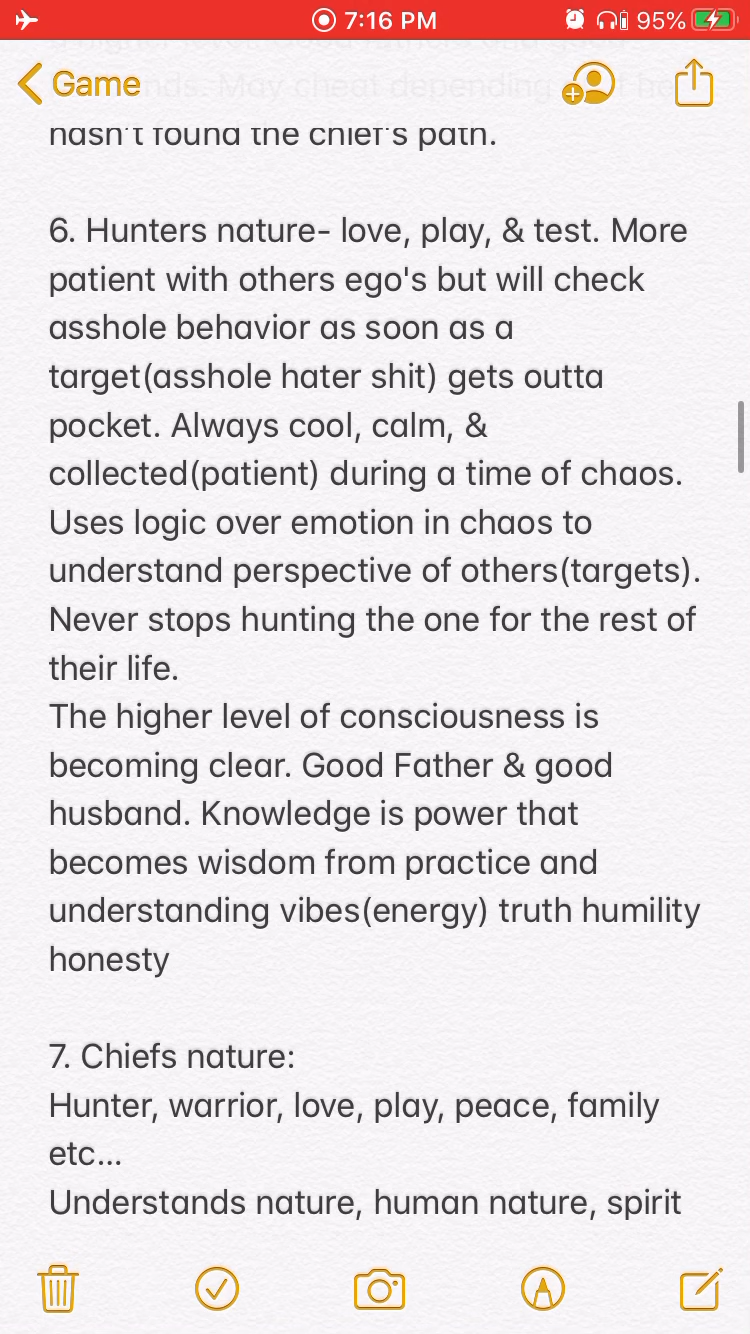 7:16 PM
95%
Game
nds. May cheat depending
hasn't found the chief's path.
6. Hunters nature- love, play, & test. More
patient with others ego's but will check
asshole behavior as soon as a
target(asshole hater shit) gets outta
pocket. Always cool, calm, &
collected(patient) during a time of chaos.
Uses logic over emotion in chaos to
understand perspective of others(targets).
Never stops hunting the one for the rest of
their life.
The higher level of consciousness is
becoming clear. Good Father & good
husband. Knowledge is power that
becomes wisdom from practice and
understanding vibes(energy) truth humility
honesty
7. Chiefs nature:
Hunter, warrior, love, play, peace, family
etc...
Understands nature, human nature, spirit